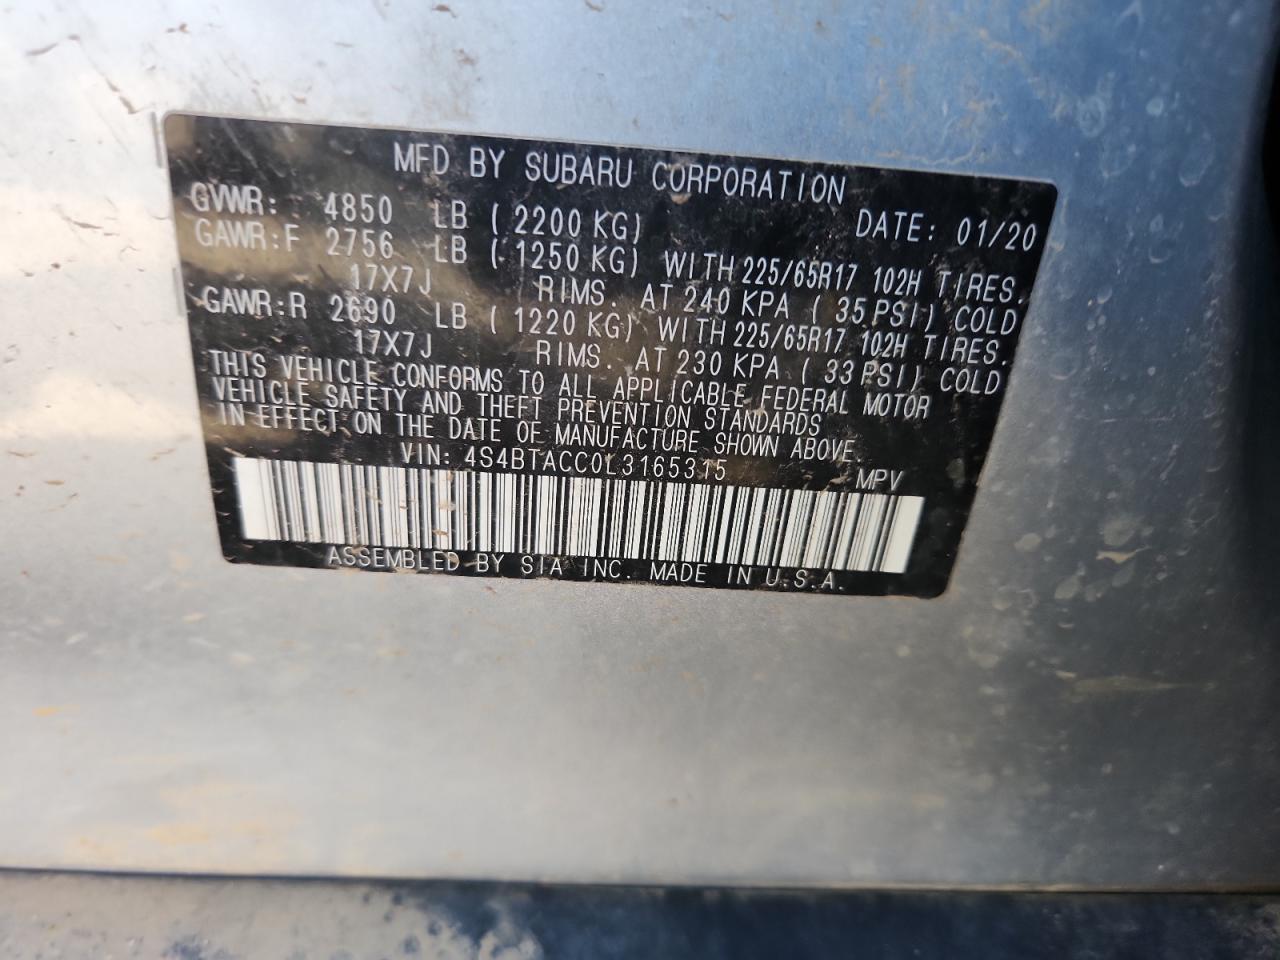 MFD BY SUBARU CORPORATION
GVWR: 4850 LB (2200 KG) DATE: 01/20
GAWR:F 2756 LB (1250 KG) WITH 225/65R17 102H TIRES,
17X7J RIMS. AT 240 KPA (35 PSI) COLD
GAWR:R 2690 LB (1220 KG) WITH 225/65R17 102H TIRES.
17X7J RIMS. AT 230 KPA (33 PSI) COLD
THIS VEHICLE CONFORMS TO ALL APPLICABLE FEDERAL MOTOR
VEHICLE SAFETY AND THEFT PREVENTION STANDARDS
IN EFFECT ON THE DATE OF MANUFACTURE SHOWN ABOVE.
VIN: 4S4BTACC0L3165315 MPV
ASSEMBLED BY SIA INC. MADE IN U.S.A.